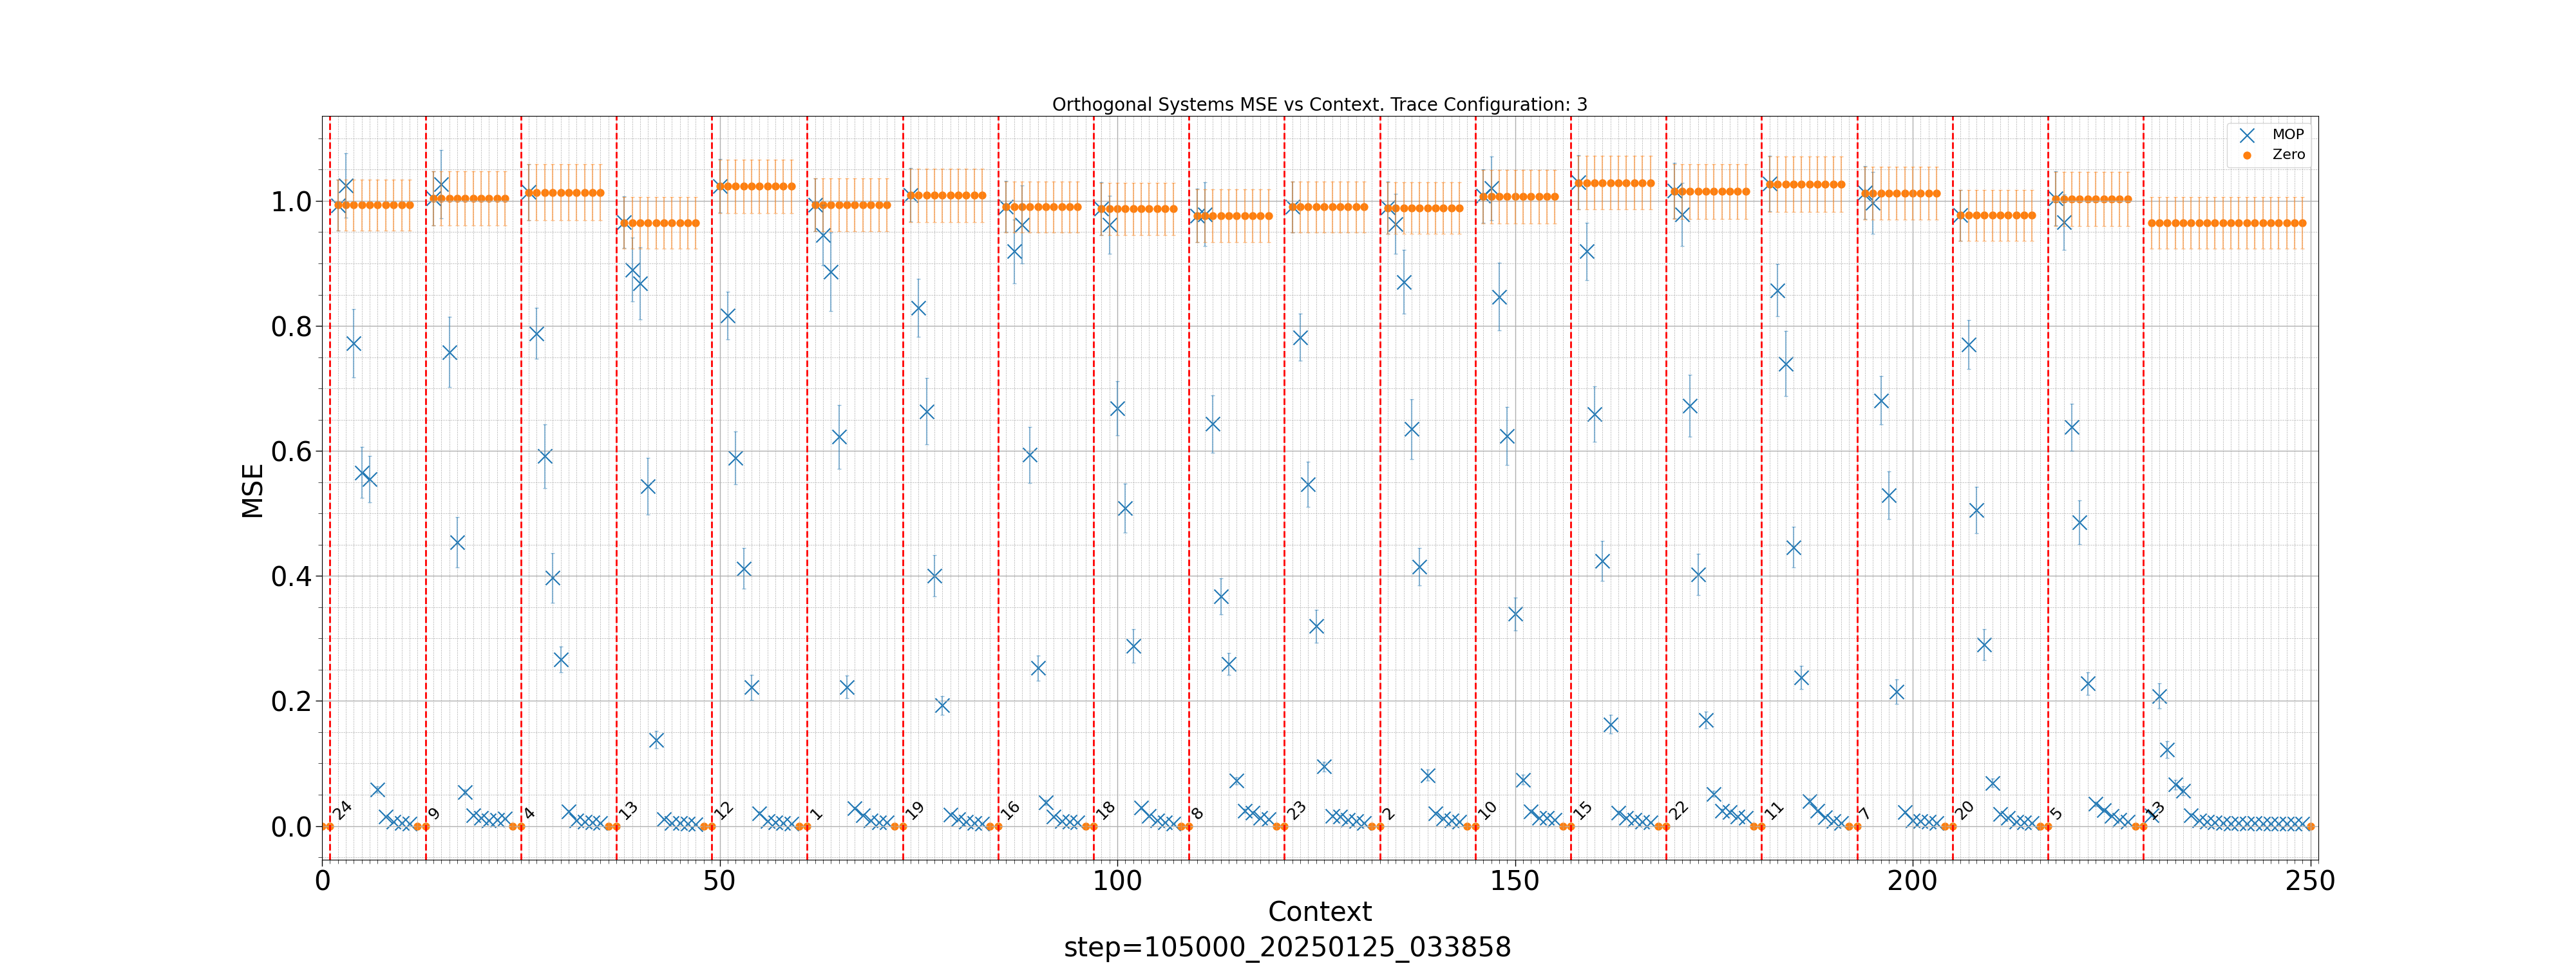 Orthogonal Systems MSE vs Context. Trace Configuration: 3
MOP
Zero
MSE
1.0
0.8
0.6
0.4
0.2
0.0
24 9 4 13 12 1 19 16 18 8 23 2 10 15 22 11 7 20 5 13
0 50 100 150 200 250
Context
step=105000_20250125_033858